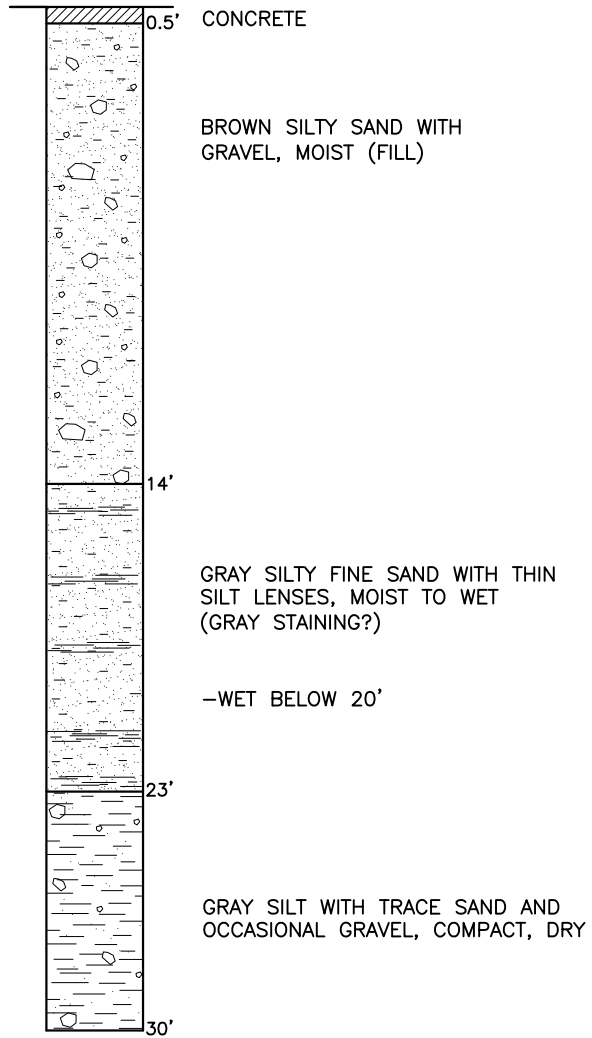 0.5' CONCRETE
BROWN SILTY SAND WITH
GRAVEL, MOIST (FILL)
14'
GRAY SILTY FINE SAND WITH THIN
SILT LENSES, MOIST TO WET
(GRAY STAINING?)
–WET BELOW 20'
23'
GRAY SILT WITH TRACE SAND AND
OCCASIONAL GRAVEL, COMPACT, DRY
30'